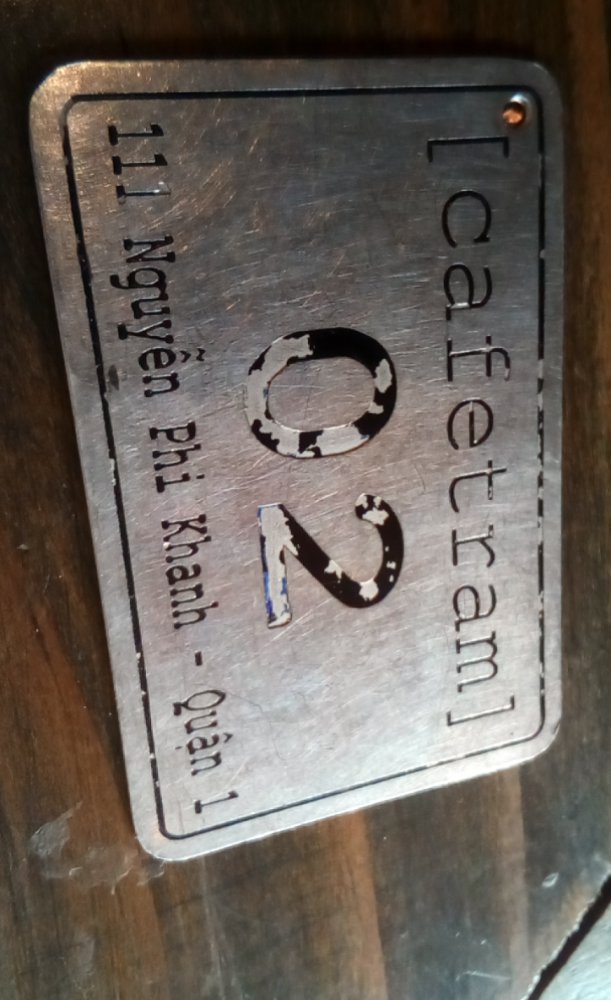 [cafetram]
02
111 Nguyễn Phi Khanh - Quận 1